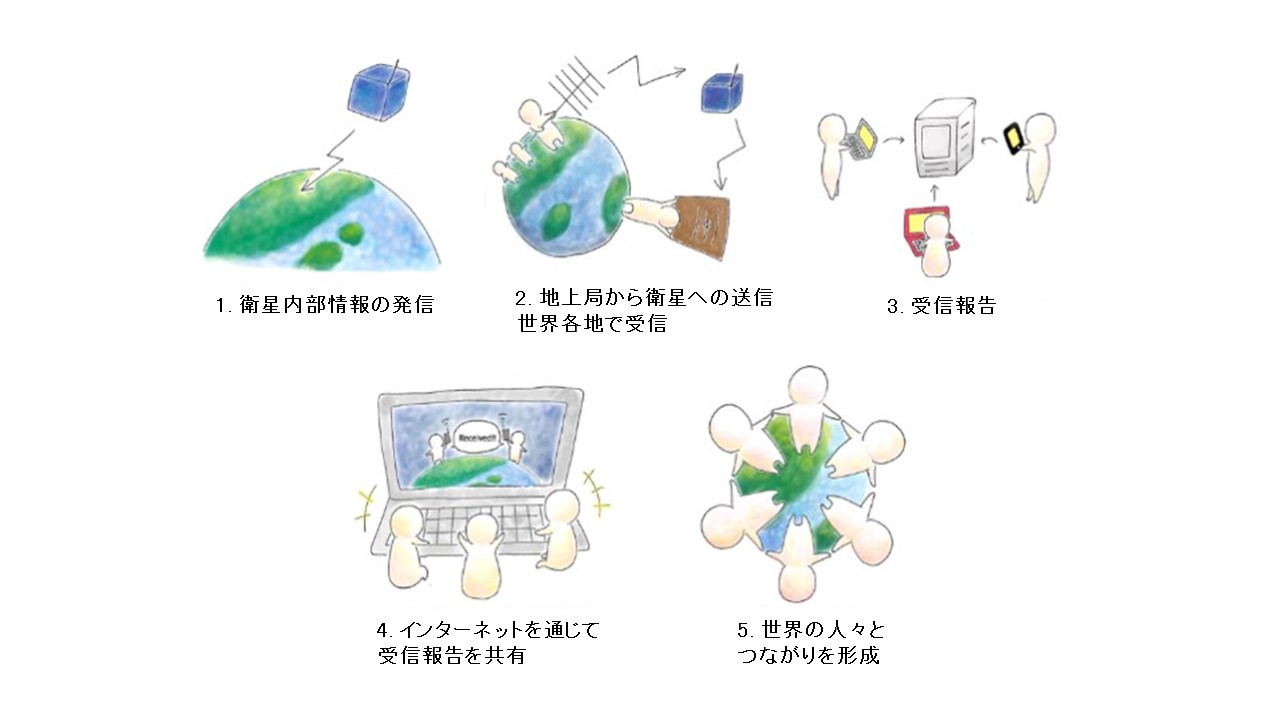 1. 衛星内部情報の発信
2. 地上局から衛星への送信
世界各地で受信
3. 受信報告
Received!!
4. インターネットを通じて
受信報告を共有
5. 世界の人々と
つながりを形成